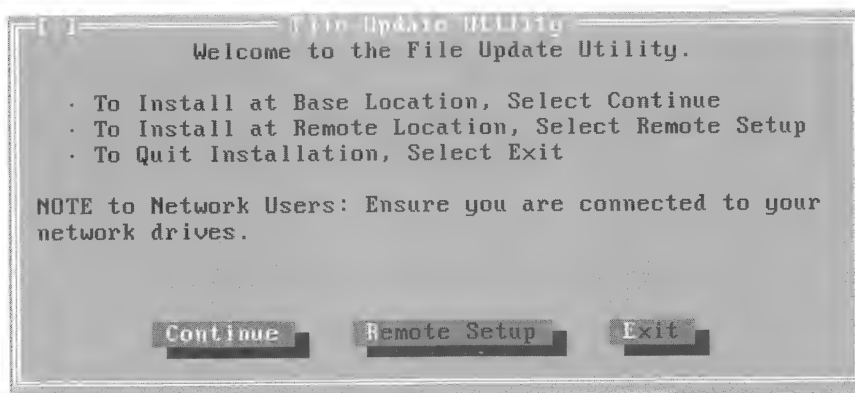 File Update Utility
Welcome to the File Update Utility.
· To Install at Base Location, Select Continue
· To Install at Remote Location, Select Remote Setup
· To Quit Installation, Select Exit
NOTE to Network Users: Ensure you are connected to your
network drives.
Continue Remote Setup Exit